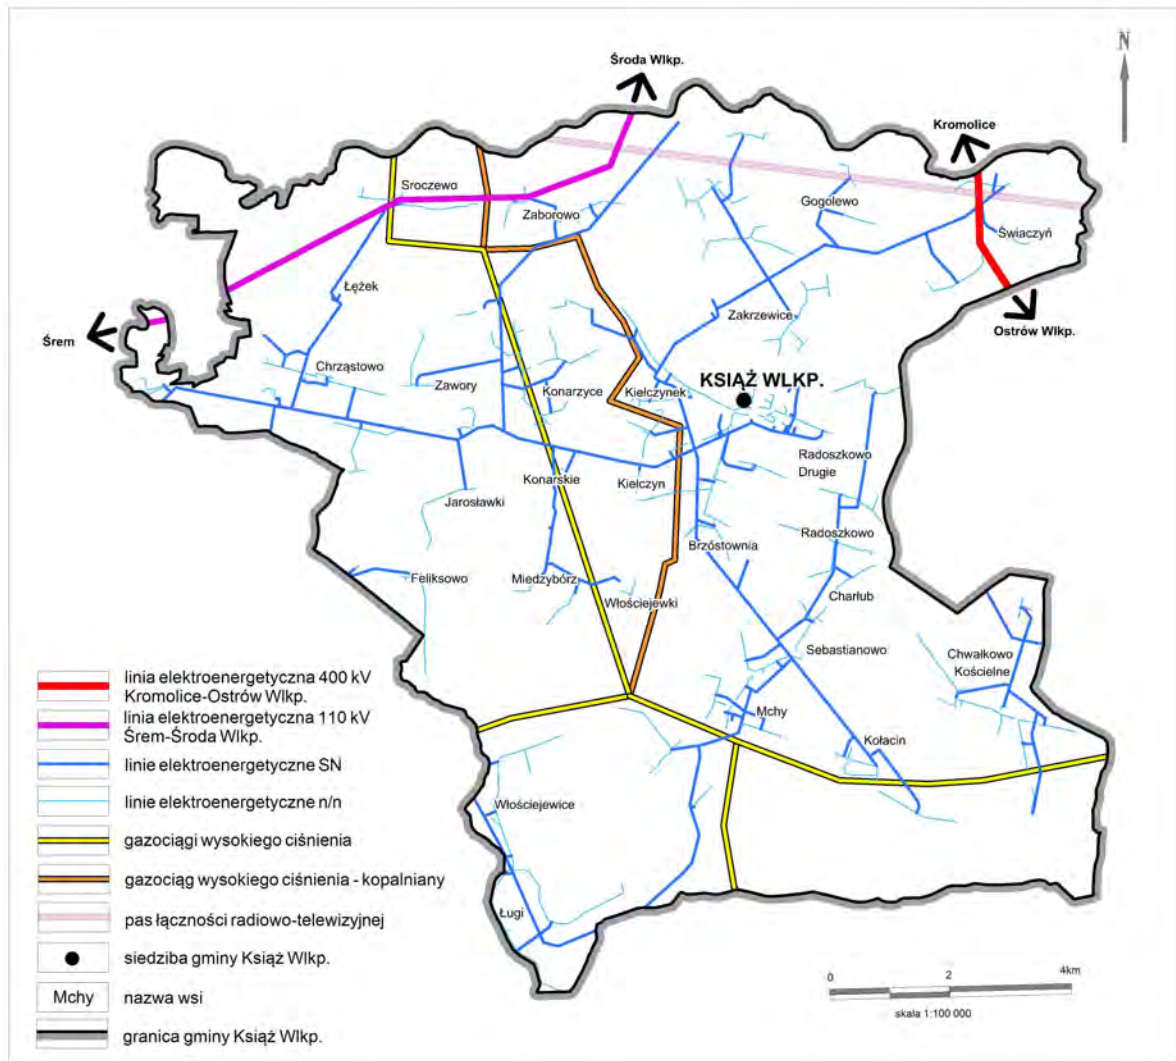 N
Środa Wlkp.
Kromolice
Sroczewo
Zaborowo
Gogolewo
Świaczyń
Łężek
Zakrzewice
Ostrów Wlkp.
Śrem
Chrząstowo
Zawory
Konarzyce
Kiełczynek
KSIĄŻ WLKP.
Radoszkowo
Drugie
Konarskie
Kiełczyn
Jarosławki
Radoszkowo
Brzóstownia
Feliksowo
Miedzybórz
Włościejewki
Charłub
Sebastianowo
Chwałkowo
Kościelne
Mchy
Kołacin
Włościejewice
Ługi
linia elektroenergetyczna 400 kV
Kromolice-Ostrów Wlkp.
linia elektroenergetyczna 110 kV
Śrem-Środa Wlkp.
linie elektroenergetyczne SN
linie elektroenergetyczne n/n
gazociągi wysokiego ciśnienia
gazociąg wysokiego ciśnienia - kopalniany
pas łączności radiowo-telewizyjnej
siedziba gminy Książ Wlkp.
Mchy nazwa wsi
granica gminy Książ Wlkp.
0 2 4km
skala 1:100 000